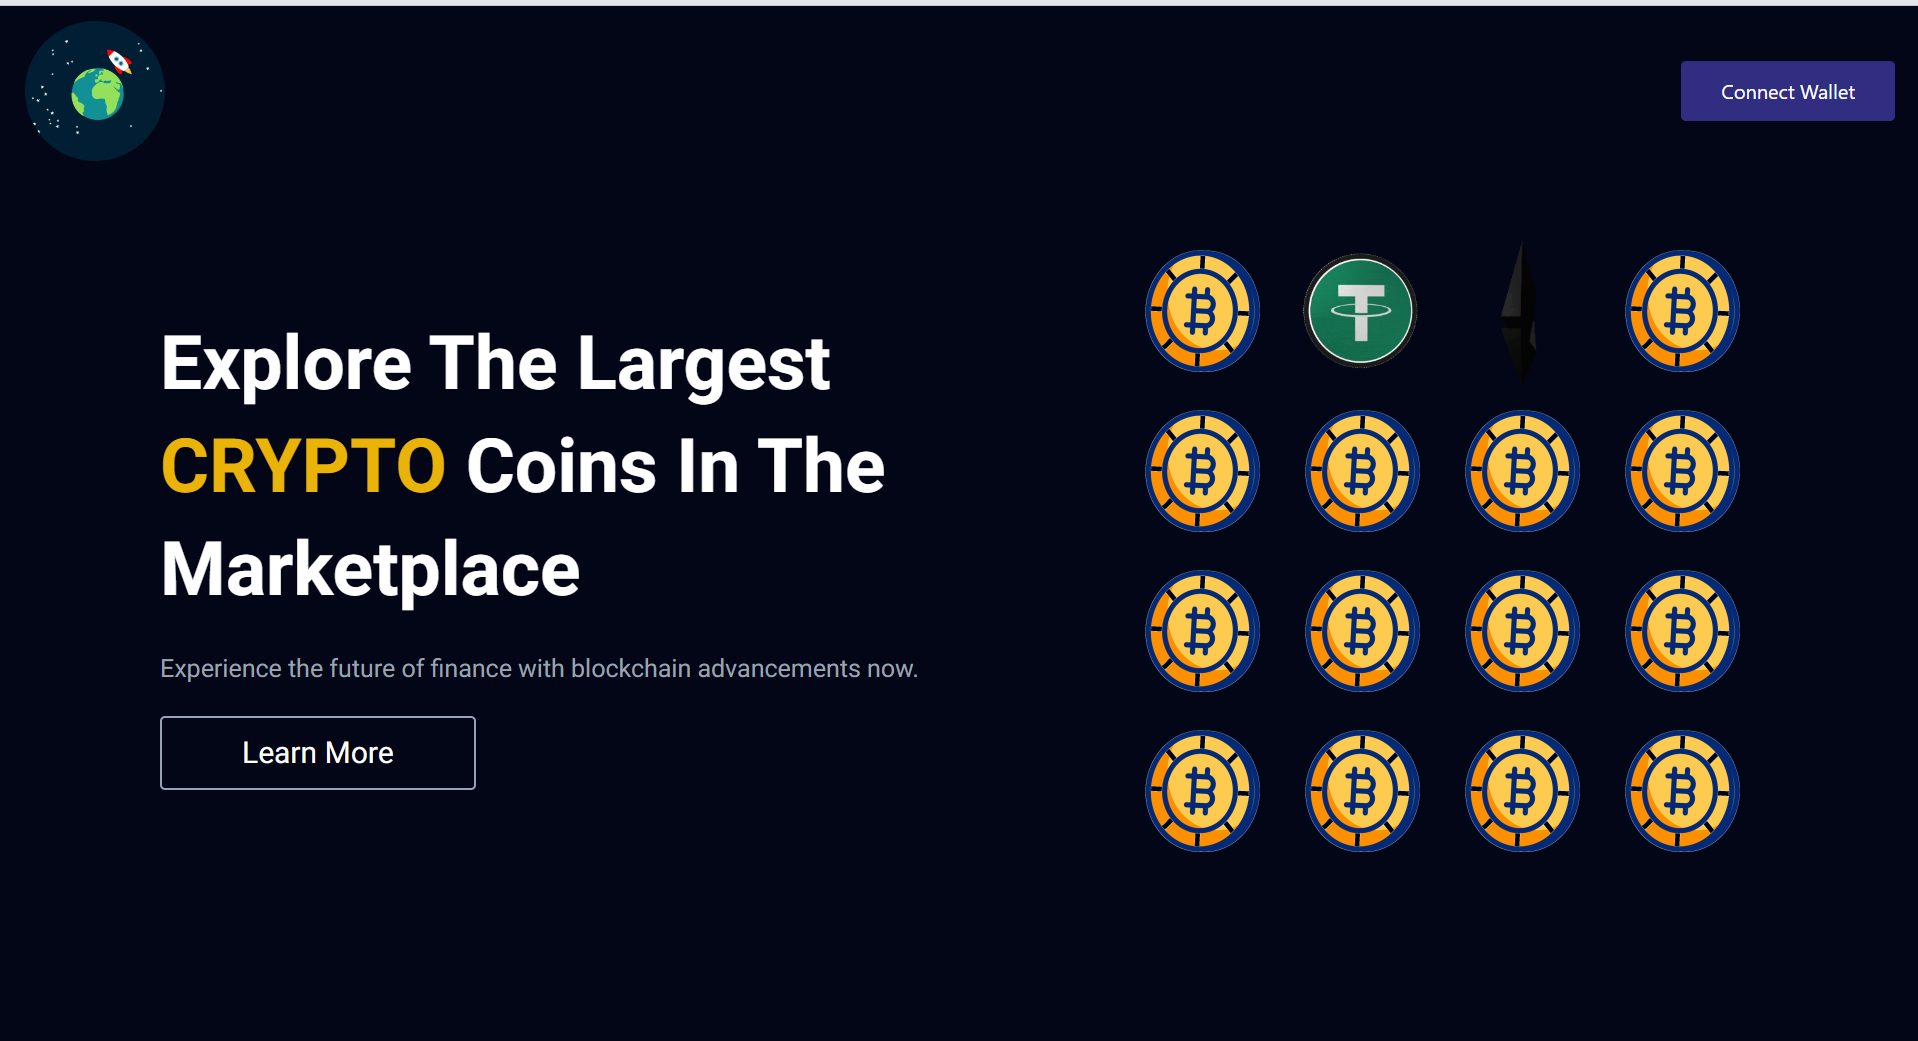 Connect Wallet
Explore The Largest
CRYPTO Coins In The
Marketplace
Experience the future of finance with blockchain advancements now.
Learn More